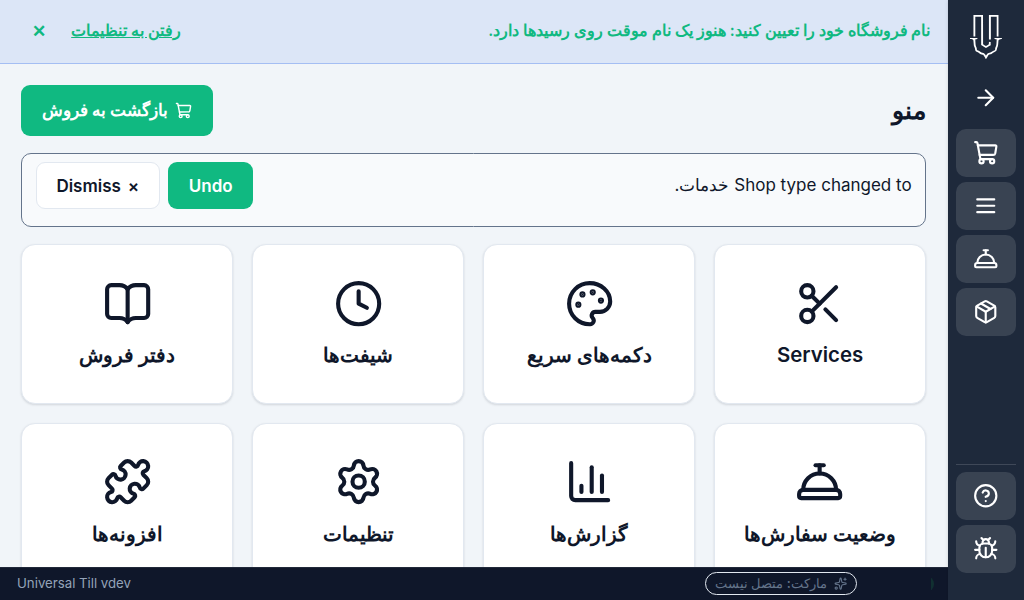 نام فروشگاه خود را تعیین کنید: هنوز یک نام موقت روی رسیدها دارد.
رفتن به تنظیمات ×
منو
بازگشت به فروش
Shop type changed to خدمات.
Undo
Dismiss ×
Services
دکمه‌های سریع
شیفت‌ها
دفتر فروش
وضعیت سفارش‌ها
گزارش‌ها
تنظیمات
افزونه‌ها
مارکت: متصل نیست
Universal Till vdev